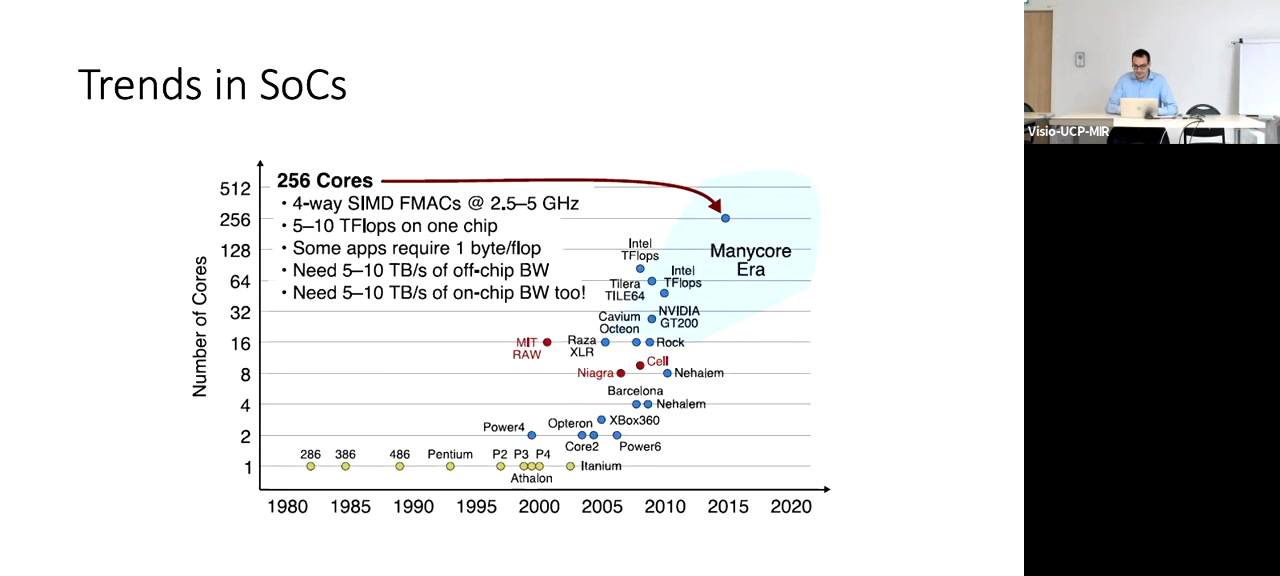 Trends in SoCs
Visio-UCP-MIR
256 Cores
• 4-way SIMD FMACs @ 2.5–5 GHz
• 5–10 TFlops on one chip
• Some apps require 1 byte/flop
• Need 5–10 TB/s of off-chip BW
• Need 5–10 TB/s of on-chip BW too!
Number of Cores
512
256
128
64
32
16
8
4
2
1
Manycore
Era
Intel
TFlops
Intel
TFlops
Tilera
TILE64
NVIDIA
GT200
Cavium
Octeon
MIT
RAW
Raza
XLR
Rock
Cell
Niagra
Nehalem
Barcelona
Nehalem
XBox360
Opteron
Power4
Core2
Power6
286
386
486
Pentium
P2
P3
P4
Athalon
Itanium
1980 1985 1990 1995 2000 2005 2010 2015 2020